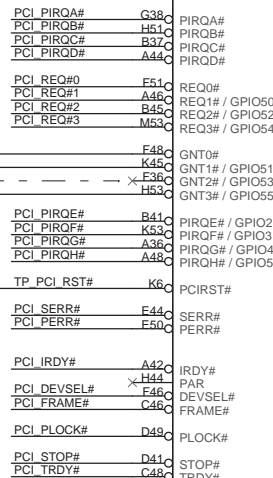 PCI_PIRQA# G38 PIRQA#
PCI_PIRQB# H51 PIRQB#
PCI_PIRQC# B37 PIRQC#
PCI_PIRQD# A44 PIRQD#
PCI_REQ#0 F51 REQ0#
PCI_REQ#1 A46 REQ1# / GPIO50
PCI_REQ#2 B45 REQ2# / GPIO52
PCI_REQ#3 M53 REQ3# / GPIO54
F48 GNT0#
K45 GNT1# / GPIO51
F36 GNT2# / GPIO53
H53 GNT3# / GPIO55
PCI_PIRQE# B41 PIRQE# / GPIO2
PCI_PIRQF# K53 PIRQF# / GPIO3
PCI_PIRQG# A36 PIRQG# / GPIO4
PCI_PIRQH# A48 PIRQH# / GPIO5
TP_PCI_RST# K6 PCIRST#
PCI_SERR# E44 SERR#
PCI_PERR# E50 PERR#
PCI_IRDY# A42 IRDY#
H44 PAR
PCI_DEVSEL# F46 DEVSEL#
PCI_FRAME# C46 FRAME#
PCI_PLOCK# D49 PLOCK#
PCI_STOP# D41 STOP#
PCI_TRDY# C48 TRDY#